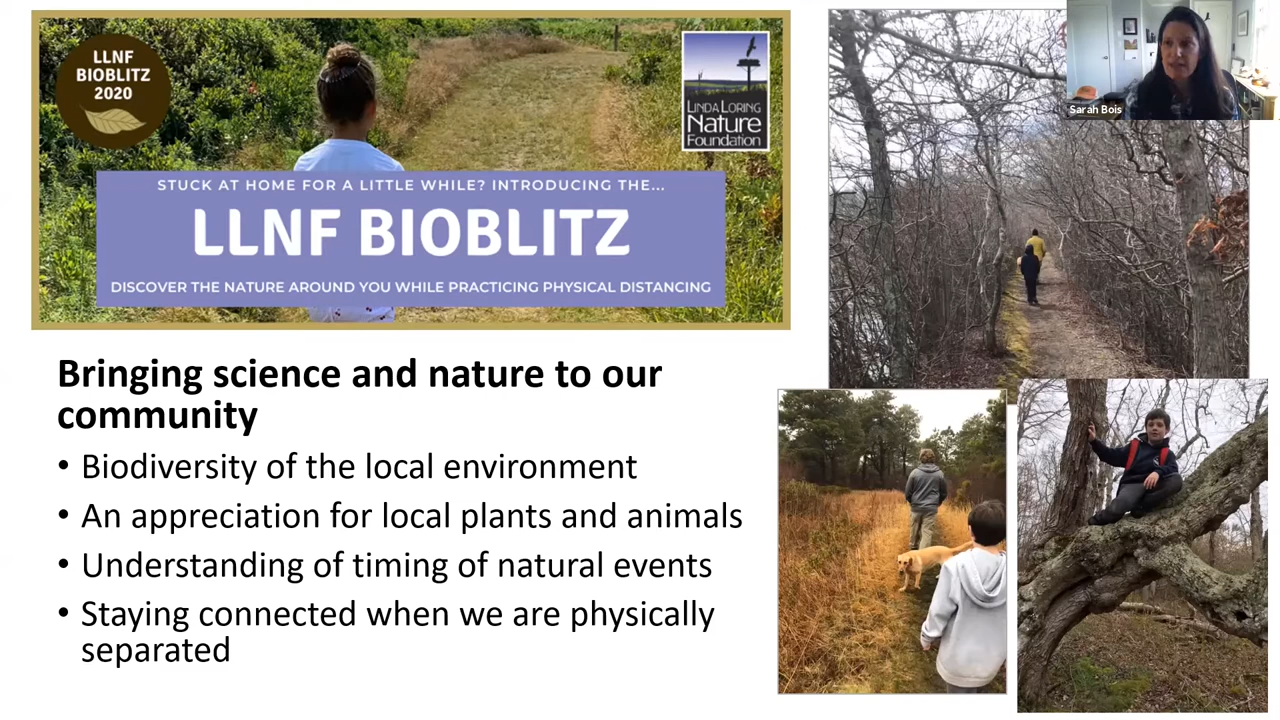 LLNF
BIOBLITZ
2020
LINDA LORING
Nature
Foundation
STUCK AT HOME FOR A LITTLE WHILE? INTRODUCING THE...
LLNF BIOBLITZ
DISCOVER THE NATURE AROUND YOU WHILE PRACTICING PHYSICAL DISTANCING
Sarah Bois
Bringing science and nature to our
community
• Biodiversity of the local environment
• An appreciation for local plants and animals
• Understanding of timing of natural events
• Staying connected when we are physically
separated